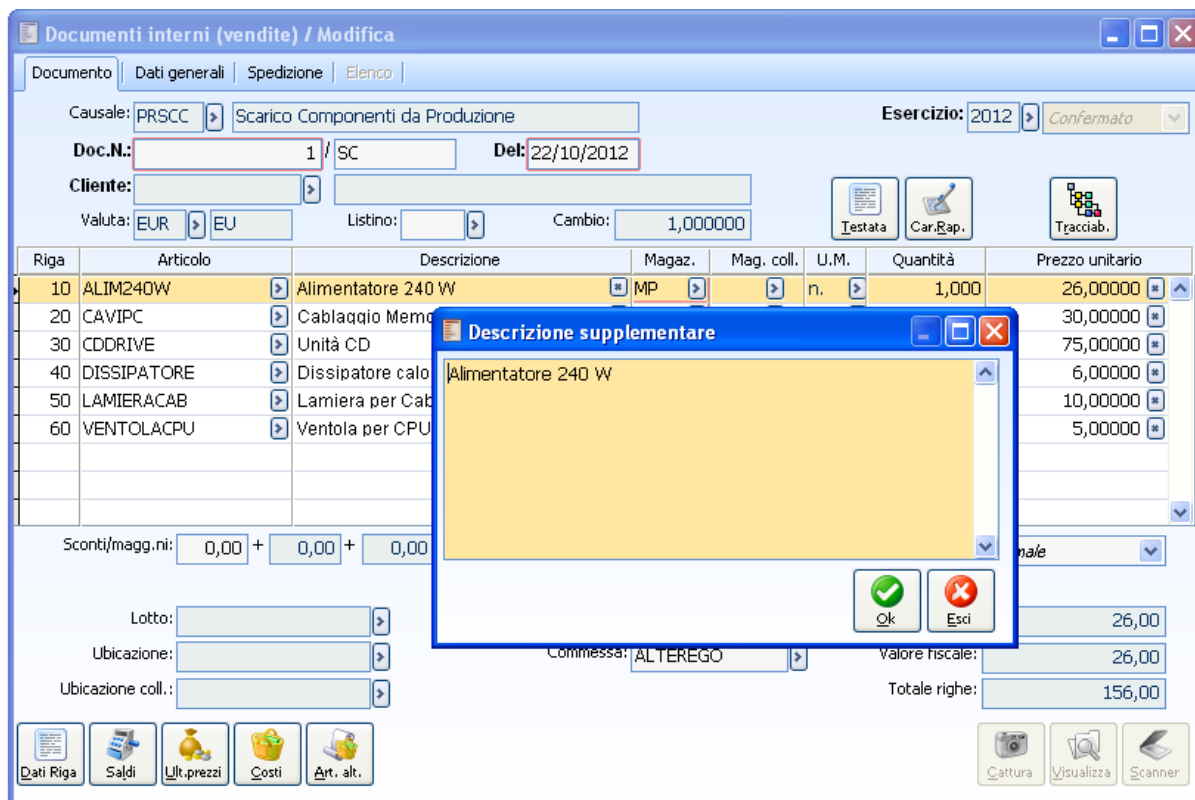 Documenti interni (vendite) / Modifica
Documento Dati generali Spedizione Elenco
Causale: PRSCC Scarico Componenti da Produzione Esercizio: 2012 Confermato
Doc.N.: 1 / SC Del: 22/10/2012
Cliente:
Valuta: EUR EU Listino: Cambio: 1,000000 Testata Car.Rap. Tracciab.
Riga Articolo Descrizione Magaz. Mag. coll. U.M. Quantità Prezzo unitario
10 ALIM240W Alimentatore 240 W MP n. 1,000 26,00000
20 CAVIPC Cablaggio Memo 30,00000
30 CDDRIVE Unità CD 75,00000
40 DISSIPATORE Dissipatore calo 6,00000
50 LAMIERACAB Lamiera per Cab 10,00000
60 VENTOLACPU Ventola per CPU 5,00000
Descrizione supplementare
Alimentatore 240 W
Ok Esci
Sconti/magg.ni: 0,00 + 0,00 + 0,00 male
Lotto: 26,00
Ubicazione: Commessa: ALTEREGO Valore fiscale: 26,00
Ubicazione coll.: Totale righe: 156,00
Dati Riga Saldi Ult.prezzi Costi Art. alt. Cattura Visualizza Scanner